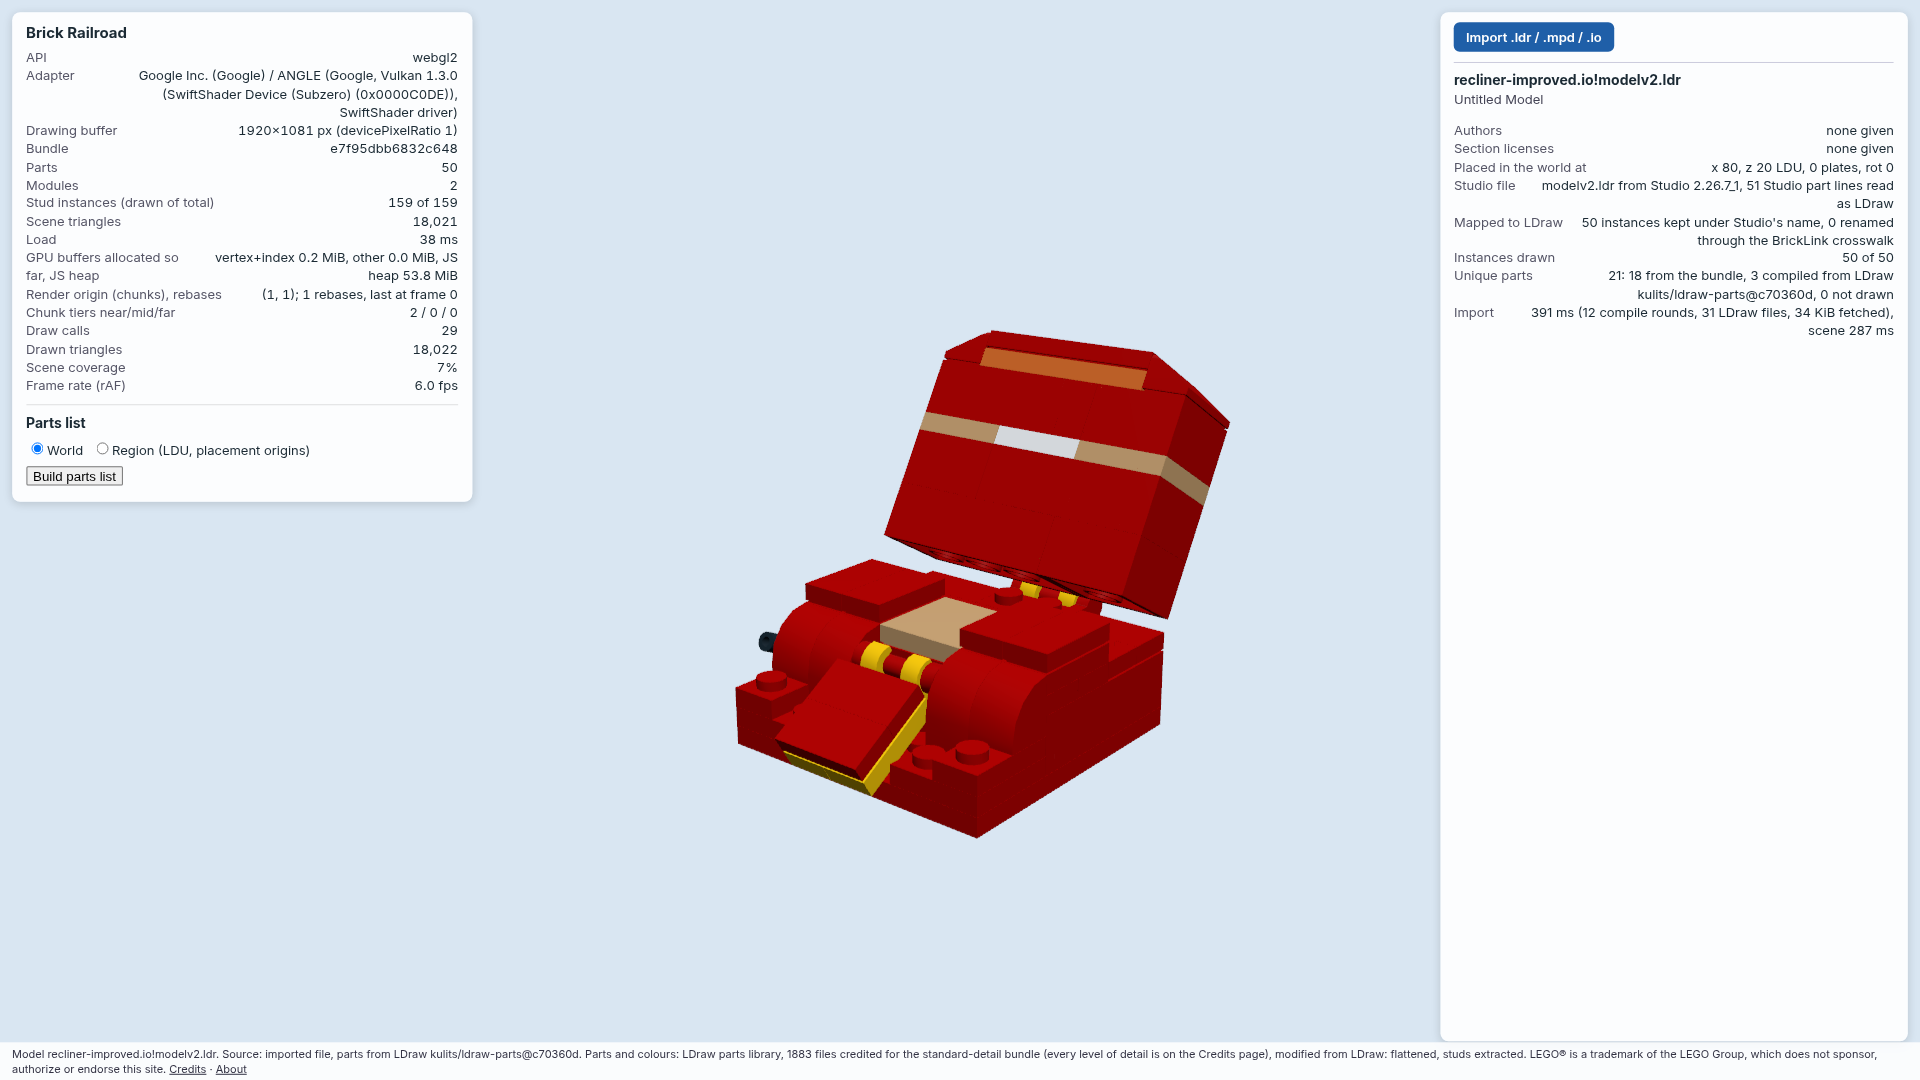 Brick Railroad
API webgl2
Adapter Google Inc. (Google) / ANGLE (Google, Vulkan 1.3.0
(SwiftShader Device (Subzero) (0x0000C0DE)),
SwiftShader driver)
Drawing buffer 1920×1081 px (devicePixelRatio 1)
Bundle e7f95dbb6832c648
Parts 50
Modules 2
Stud instances (drawn of total) 159 of 159
Scene triangles 18,021
Load 38 ms
GPU buffers allocated so vertex+index 0.2 MiB, other 0.0 MiB, JS
far, JS heap heap 53.8 MiB
Render origin (chunks), rebases (1, 1); 1 rebases, last at frame 0
Chunk tiers near/mid/far 2 / 0 / 0
Draw calls 29
Drawn triangles 18,022
Scene coverage 7%
Frame rate (rAF) 6.0 fps
Parts list
World Region (LDU, placement origins)
Build parts list
Import .ldr / .mpd / .io
recliner-improved.io!modelv2.ldr
Untitled Model
Authors none given
Section licenses none given
Placed in the world at x 80, z 20 LDU, 0 plates, rot 0
Studio file modelv2.ldr from Studio 2.26.7_1, 51 Studio part lines read
as LDraw
Mapped to LDraw 50 instances kept under Studio's name, 0 renamed
through the BrickLink crosswalk
Instances drawn 50 of 50
Unique parts 21: 18 from the bundle, 3 compiled from LDraw
kulits/ldraw-parts@c70360d, 0 not drawn
Import 391 ms (12 compile rounds, 31 LDraw files, 34 KiB fetched),
scene 287 ms
Model recliner-improved.io!modelv2.ldr. Source: imported file, parts from LDraw kulits/ldraw-parts@c70360d. Parts and colours: LDraw parts library, 1883 files credited for the standard-detail bundle (every level of detail is on the Credits page), modified from LDraw: flattened, studs extracted. LEGO® is a trademark of the LEGO Group, which does not sponsor,
authorize or endorse this site. Credits · About